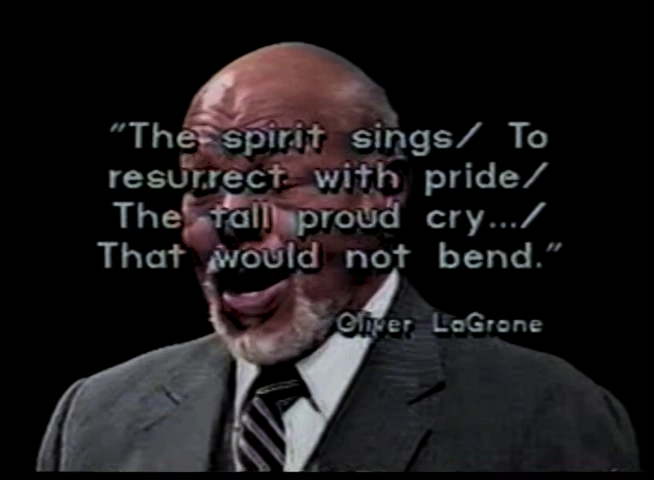 "The spirit sings/ To
resurrect with pride/
The tall proud cry.../
That would not bend."
Oliver LaGrone